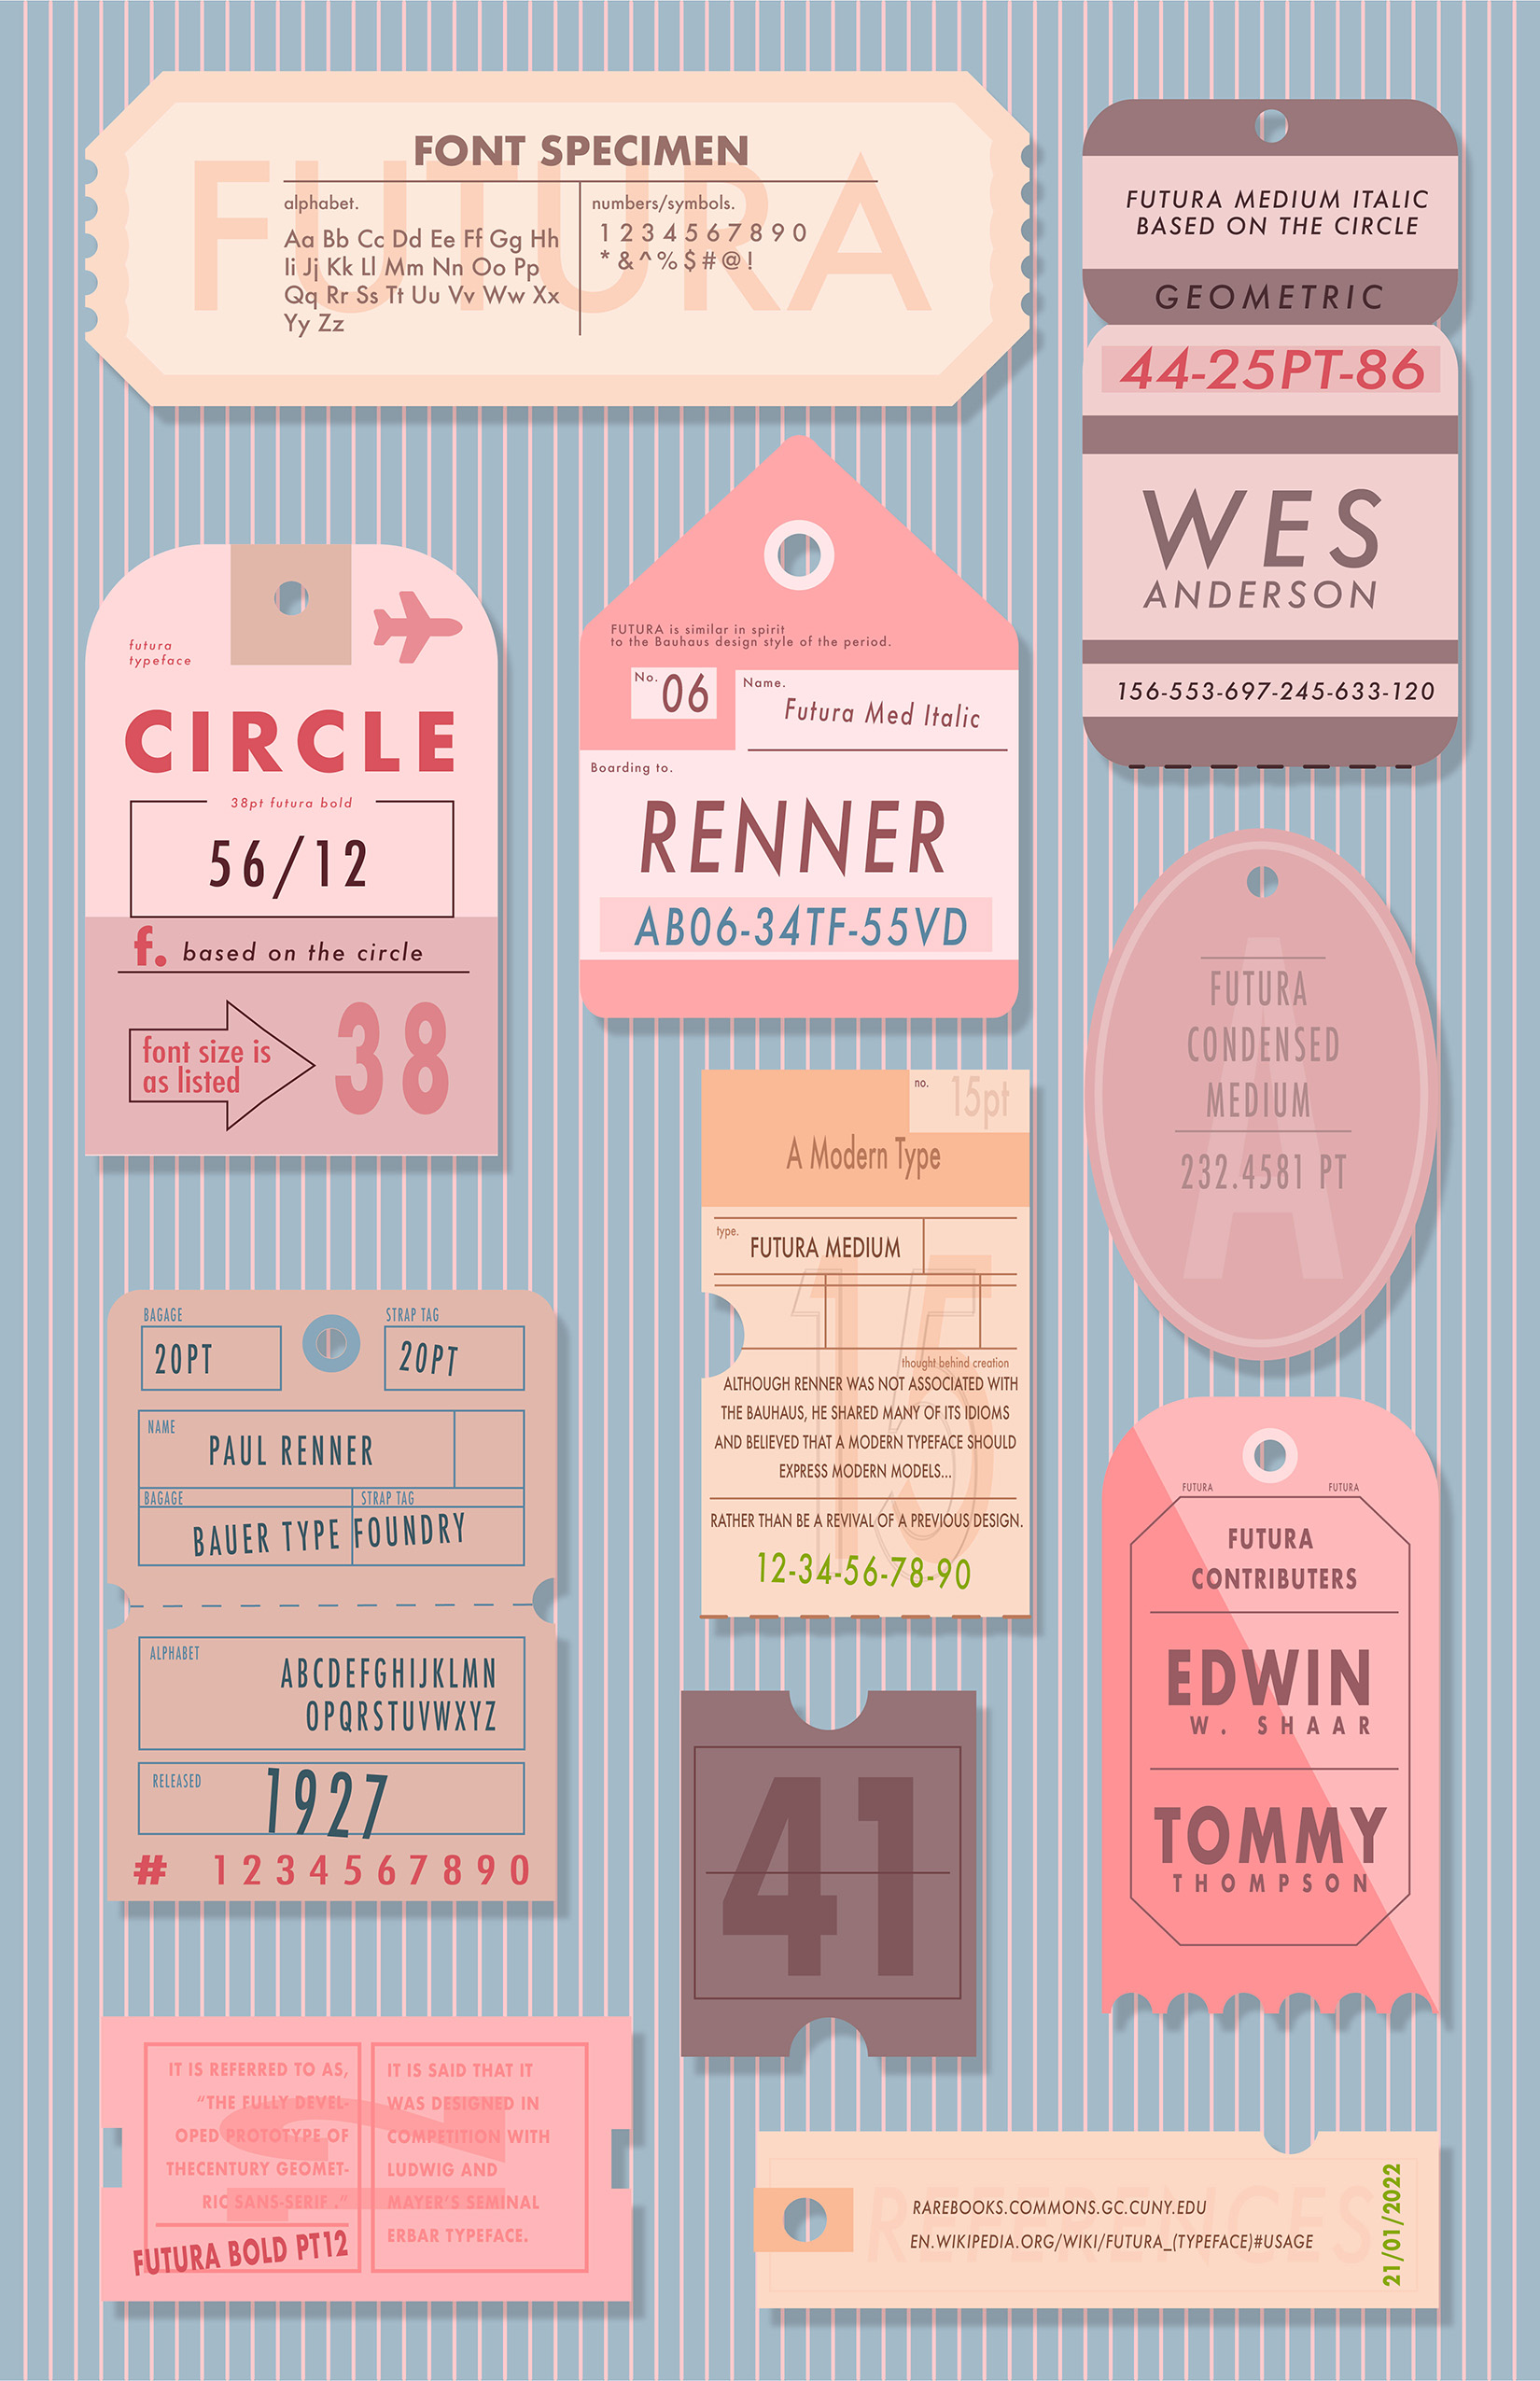 FUTURA
FONT SPECIMEN
alphabet.
Aa Bb Cc Dd Ee Ff Gg Hh
Ii Jj Kk Ll Mm Nn Oo Pp
Qq Rr Ss Tt Uu Vv Ww Xx
Yy Zz
numbers/symbols.
1 2 3 4 5 6 7 8 9 0
* & ^ % $ # @ !
FUTURA MEDIUM ITALIC
BASED ON THE CIRCLE
GEOMETRIC
44-25PT-86
WES
ANDERSON
156-553-697-245-633-120
futura
typeface
CIRCLE
38pt futura bold
56/12
f. based on the circle
font size is
as listed
38
FUTURA is similar in spirit
to the Bauhaus design style of the period.
No. 06
Name.
Futura Med Italic
Boarding to.
RENNER
AB06-34TF-55VD
A
FUTURA
CONDENSED
MEDIUM
232.4581 PT
no. 15pt
A Modern Type
type.
FUTURA MEDIUM
15
thought behind creation
ALTHOUGH RENNER WAS NOT ASSOCIATED WITH
THE BAUHAUS, HE SHARED MANY OF ITS IDIOMS
AND BELIEVED THAT A MODERN TYPEFACE SHOULD
EXPRESS MODERN MODELS...
RATHER THAN BE A REVIVAL OF A PREVIOUS DESIGN.
12-34-56-78-90
BAGAGE
20PT
STRAP TAG
20PT
NAME
PAUL RENNER
BAGAGE
STRAP TAG
BAUER TYPE FOUNDRY
ALPHABET
ABCDEFGHIJKLMN
OPQRSTUVWXYZ
RELEASED
1927
# 1 2 3 4 5 6 7 8 9 0
FUTURA
FUTURA
FUTURA
CONTRIBUTERS
EDWIN
W. SHAAR
TOMMY
THOMPSON
41
12
IT IS REFERRED TO AS,
“THE FULLY DEVEL-
OPED PROTOTYPE OF
THECENTURY GEOMET-
RIC SANS-SERIF .”
FUTURA BOLD PT12
IT IS SAID THAT IT
WAS DESIGNED IN
COMPETITION WITH
LUDWIG AND
MAYER'S SEMINAL
ERBAR TYPEFACE.
REFERENCES
RAREBOOKS.COMMONS.GC.CUNY.EDU
EN.WIKIPEDIA.ORG/WIKI/FUTURA_(TYPEFACE)#USAGE
21/01/2022